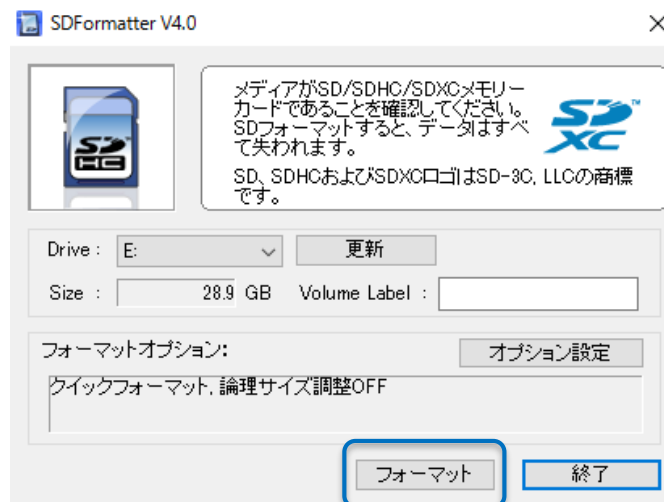 SDFormatter V4.0
メディアがSD/SDHC/SDXCメモリー
カードであることを確認してください。
SDフォーマットすると、データはすべ
て失われます。
SD、SDHCおよびSDXCロゴはSD-3C, LLCの商標
です。
SD
HC
SD™
XC
Drive : E: 更新
Size : 28.9 GB Volume Label :
フォーマットオプション: オプション設定
クイックフォーマット, 論理サイズ調整OFF
フォーマット 終了